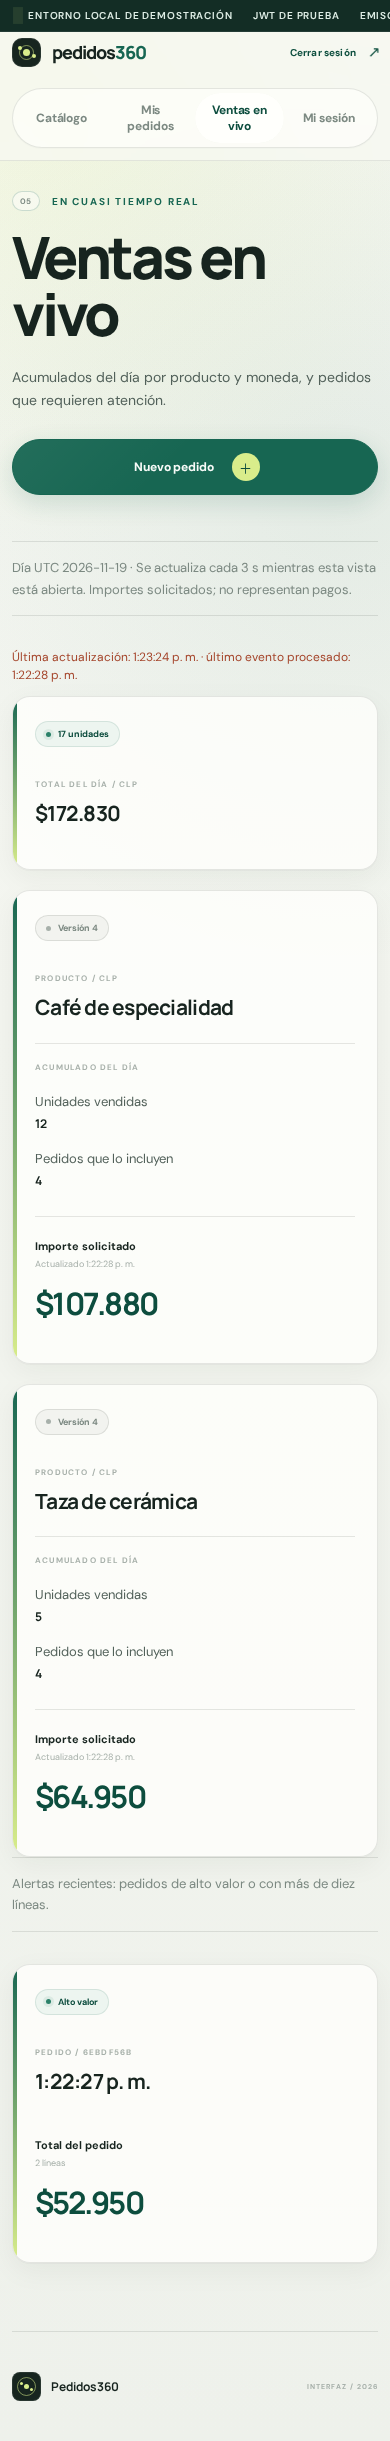 ENTORNO LOCAL DE DEMOSTRACIÓN JWT DE PRUEBA EMISO
pedidos360
Cerrar sesión ↗
Catálogo
Mis
pedidos
Ventas en
vivo
Mi sesión
05 EN CUASI TIEMPO REAL
Ventas en
vivo
Acumulados del día por producto y moneda, y pedidos
que requieren atención.
Nuevo pedido +
Día UTC 2026-11-19 · Se actualiza cada 3 s mientras esta vista
está abierta. Importes solicitados; no representan pagos.
Última actualización: 1:23:24 p. m. · último evento procesado:
1:22:28 p. m.
17 unidades
TOTAL DEL DÍA / CLP
$172.830
Versión 4
PRODUCTO / CLP
Café de especialidad
ACUMULADO DEL DÍA
Unidades vendidas
12
Pedidos que lo incluyen
4
Importe solicitado
Actualizado 1:22:28 p. m.
$107.880
Versión 4
PRODUCTO / CLP
Taza de cerámica
ACUMULADO DEL DÍA
Unidades vendidas
5
Pedidos que lo incluyen
4
Importe solicitado
Actualizado 1:22:28 p. m.
$64.950
Alertas recientes: pedidos de alto valor o con más de diez
líneas.
Alto valor
PEDIDO / 6EBDF56B
1:22:27 p. m.
Total del pedido
2 líneas
$52.950
Pedidos360
INTERFAZ / 2026